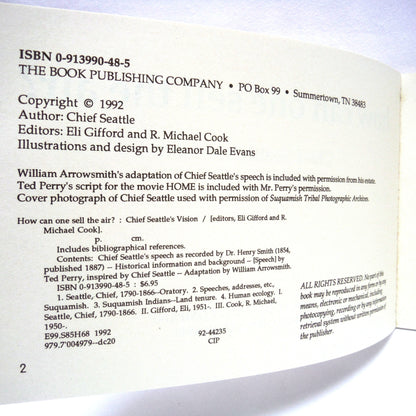 ISBN 0-913990-48-5
THE BOOK PUBLISHING COMPANY • PO Box 99 • Summertown, TN 38483
Copyright © 1992
Author: Chief Seattle
Editors: Eli Gifford and R. Michael Cook
Illustrations and design by Eleanor Dale Evans
William Arrowsmith's adaptation of Chief Seattle's speech is included with permission from his estate.
Ted Perry's script for the movie HOME is included with Mr. Perry's permission.
Cover photograph of Chief Seattle used with permission of Suquamish Tribal Photographic Archives.
How can one sell the air? : Chief Seattle's Vision / [editors, Eli Gifford and R.
Michael Cook].
p. cm.
Includes bibliographical references.
Contents: Chief Seattle's speech as recorded by Dr. Henry Smith (1854,
published 1887) – Historical information and background – [Speech] by
Ted Perry, inspired by Chief Seattle – Adaptation by William Arrowsmith.
ISBN 0-913990-48-5 : $6.95
1. Seattle, Chief, 1790-1866--Oratory. 2. Speeches, addresses, etc,
Suquamish. 3. Suquamish Indians--Land tenure. 4. Human ecology. I.
Seattle, Chief, 1790-1866. II. Gifford, Eli, 1951-. III. Cook, R. Michael,
1950-.
E99.S85H68 1992
979.7'004979--dc20 92-44235
CIP
ALL RIGHTS RESERVED. No part of this
book may be reproduced in any form or by any
means, electronic or mechanical, including
photocopying, recording or by any information
retrieval system without written permission of
the publisher.
2